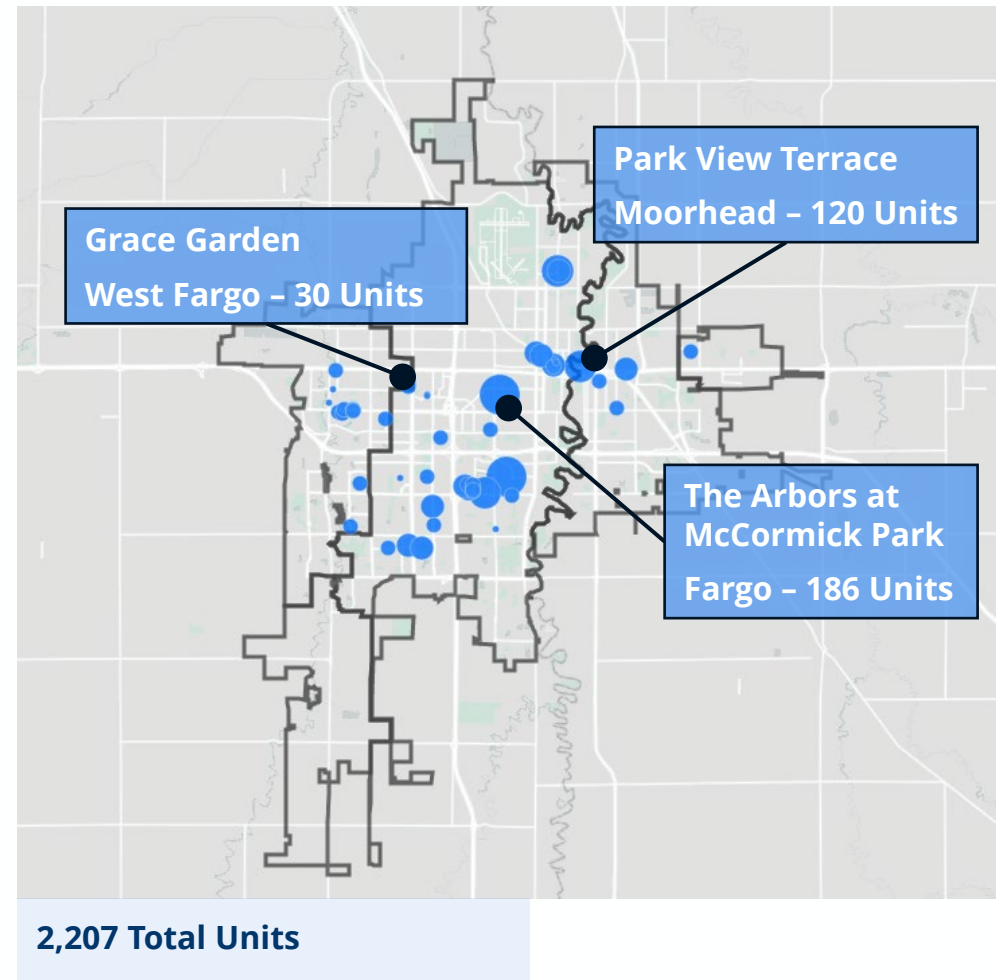 Park View Terrace
Moorhead – 120 Units
Grace Garden
West Fargo – 30 Units
The Arbors at
McCormick Park
Fargo – 186 Units
2,207 Total Units